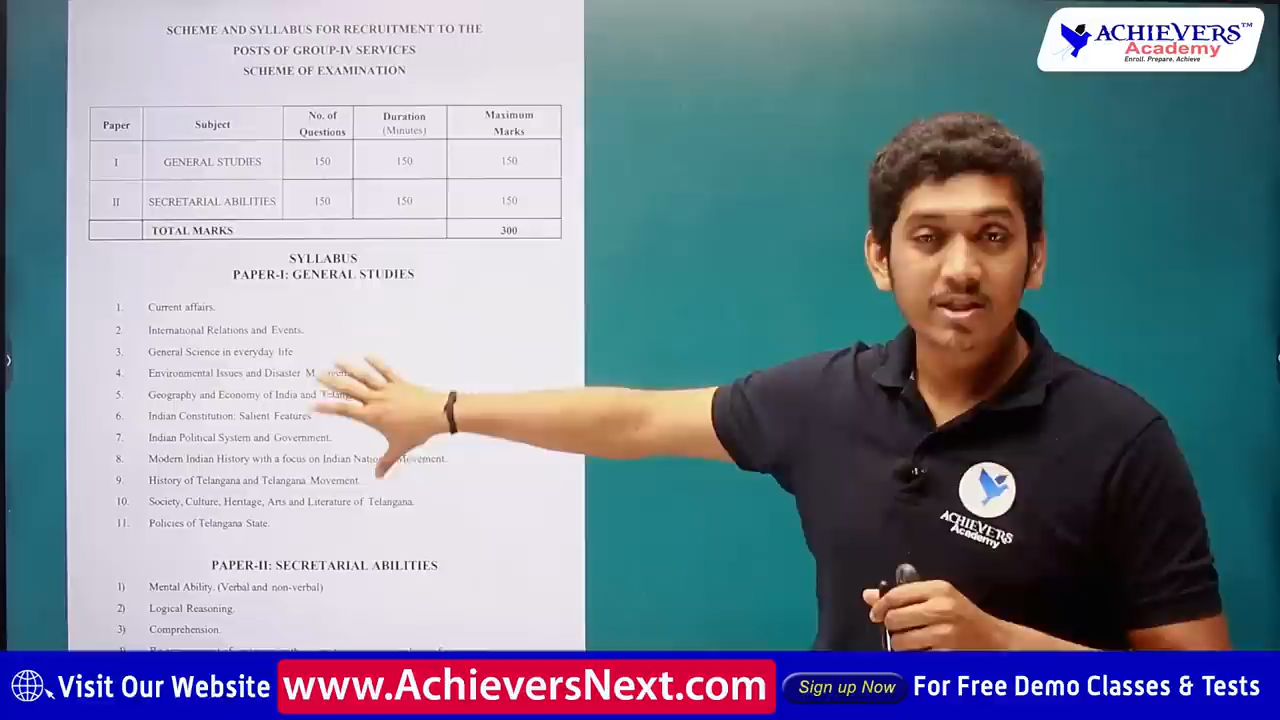 SCHEME AND SYLLABUS FOR RECRUITMENT TO THE
POSTS OF GROUP-IV SERVICES
SCHEME OF EXAMINATION
Paper Subject No. of Questions Duration (Minutes) Maximum Marks
I GENERAL STUDIES 150 150 150
II SECRETARIAL ABILITIES 150 150 150
TOTAL MARKS 300
SYLLABUS
PAPER-I: GENERAL STUDIES
1. Current affairs.
2. International Relations and Events.
3. General Science in everyday life
4. Environmental Issues and Disaster
5. Geography and Economy of India and
6. Indian Constitution: Salient Features
7. Indian Political System and Government.
8. Modern Indian History with a focus on Indian Movement.
9. History of Telangana and Telangana Movement.
10. Society, Culture, Heritage, Arts and Literature of Telangana.
11. Policies of Telangana State.
PAPER-II: SECRETARIAL ABILITIES
1) Mental Ability. (Verbal and non-verbal)
2) Logical Reasoning.
3) Comprehension.
ACHIEVERS™
Academy
Enroll. Prepare. Achieve
ACHIEVERS
Academy
Visit Our Website www.AchieversNext.com Sign up Now For Free Demo Classes & Tests